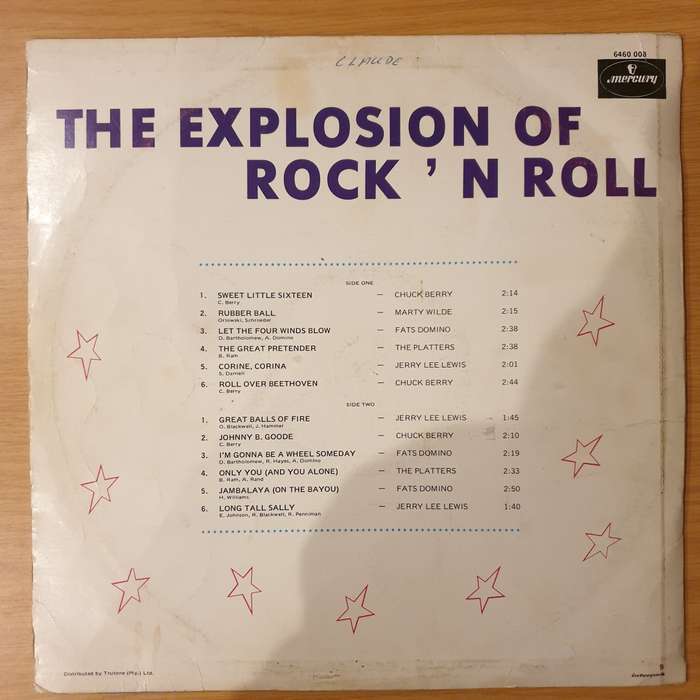 CLAUDE
6460 008
mercury
THE EXPLOSION OF
ROCK 'N ROLL
SIDE ONE
1. SWEET LITTLE SIXTEEN — CHUCK BERRY 2:14
C. Berry
2. RUBBER BALL — MARTY WILDE 2:15
Orlowski, Schroeder
3. LET THE FOUR WINDS BLOW — FATS DOMINO 2:38
D. Bartholomew, A. Domino
4. THE GREAT PRETENDER — THE PLATTERS 2:38
B. Ram
5. CORINE, CORINA — JERRY LEE LEWIS 2:01
S. Darnell
6. ROLL OVER BEETHOVEN — CHUCK BERRY 2:44
C. Berry
SIDE TWO
1. GREAT BALLS OF FIRE — JERRY LEE LEWIS 1:45
O. Blackwell, J. Hammer
2. JOHNNY B. GOODE — CHUCK BERRY 2:10
C. Berry
3. I'M GONNA BE A WHEEL SOMEDAY — FATS DOMINO 2:19
D. Bartholomew, R. Hayes, A. Domino
4. ONLY YOU (AND YOU ALONE) — THE PLATTERS 2:33
B. Ram, A. Rand
5. JAMBALAYA (ON THE BAYOU) — FATS DOMINO 2:50
H. Williams
6. LONG TALL SALLY — JERRY LEE LEWIS 1:40
E. Johnson, R. Blackwell, R. Penniman
Distributed by Trutone (Pty.) Ltd.